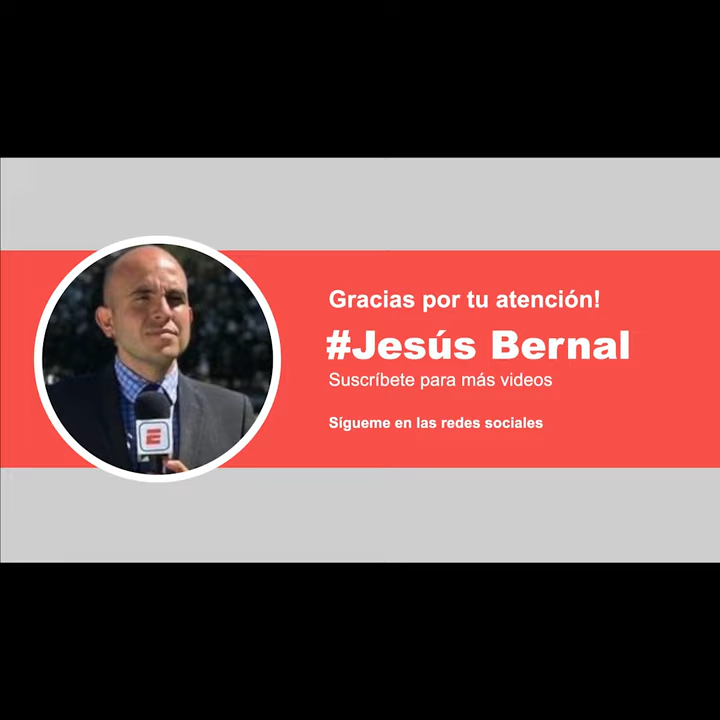 Gracias por tu atención!
#Jesús Bernal
Suscríbete para más videos
Sígueme en las redes sociales